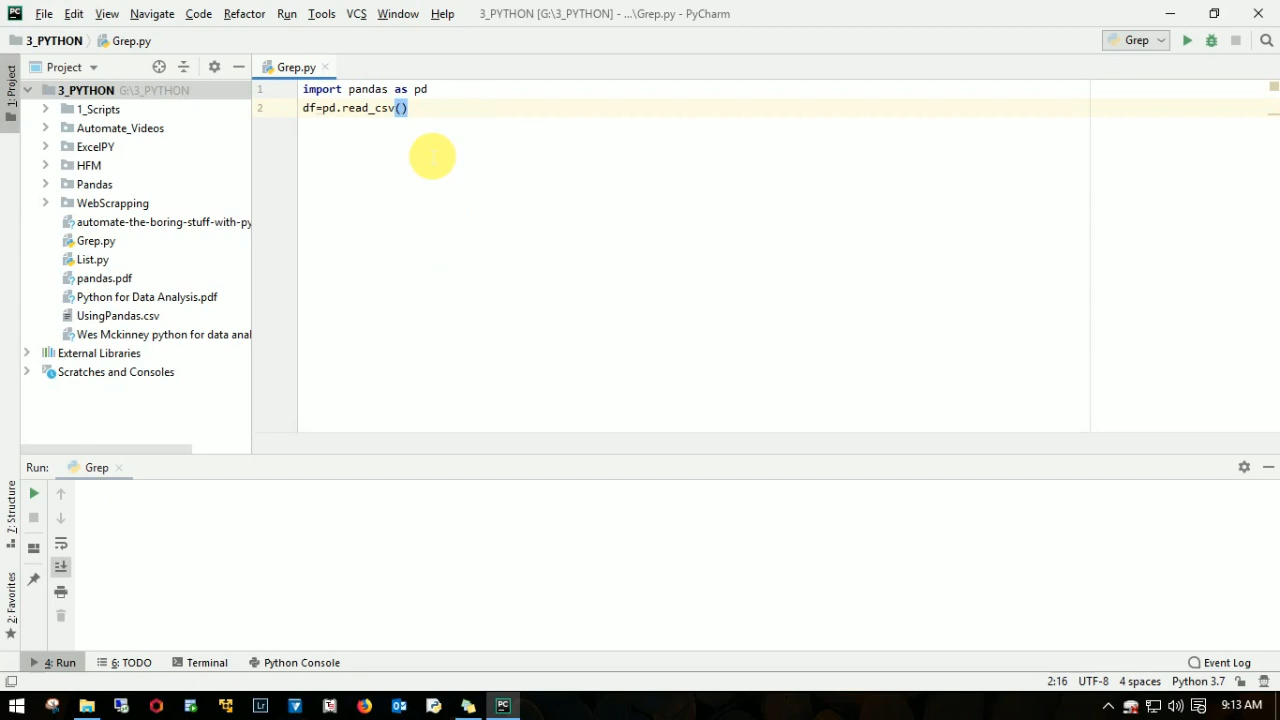 File Edit View Navigate Code Refactor Run Tools VCS Window Help 3_PYTHON [G:\3_PYTHON] - ...\Grep.py - PyCharm
3_PYTHON Grep.py Grep
1: Project
Project
Grep.py
3_PYTHON G:\3_PYTHON
1_Scripts
Automate_Videos
ExcelPY
HFM
Pandas
WebScrapping
automate-the-boring-stuff-with-py
Grep.py
List.py
pandas.pdf
Python for Data Analysis.pdf
UsingPandas.csv
Wes Mckinney python for data anal
External Libraries
Scratches and Consoles
1 import pandas as pd
2 df=pd.read_csv()
Run: Grep
Z: Structure
2: Favorites
4: Run 6: TODO Terminal Python Console Event Log
2:16 UTF-8 4 spaces Python 3.7
9:13 AM